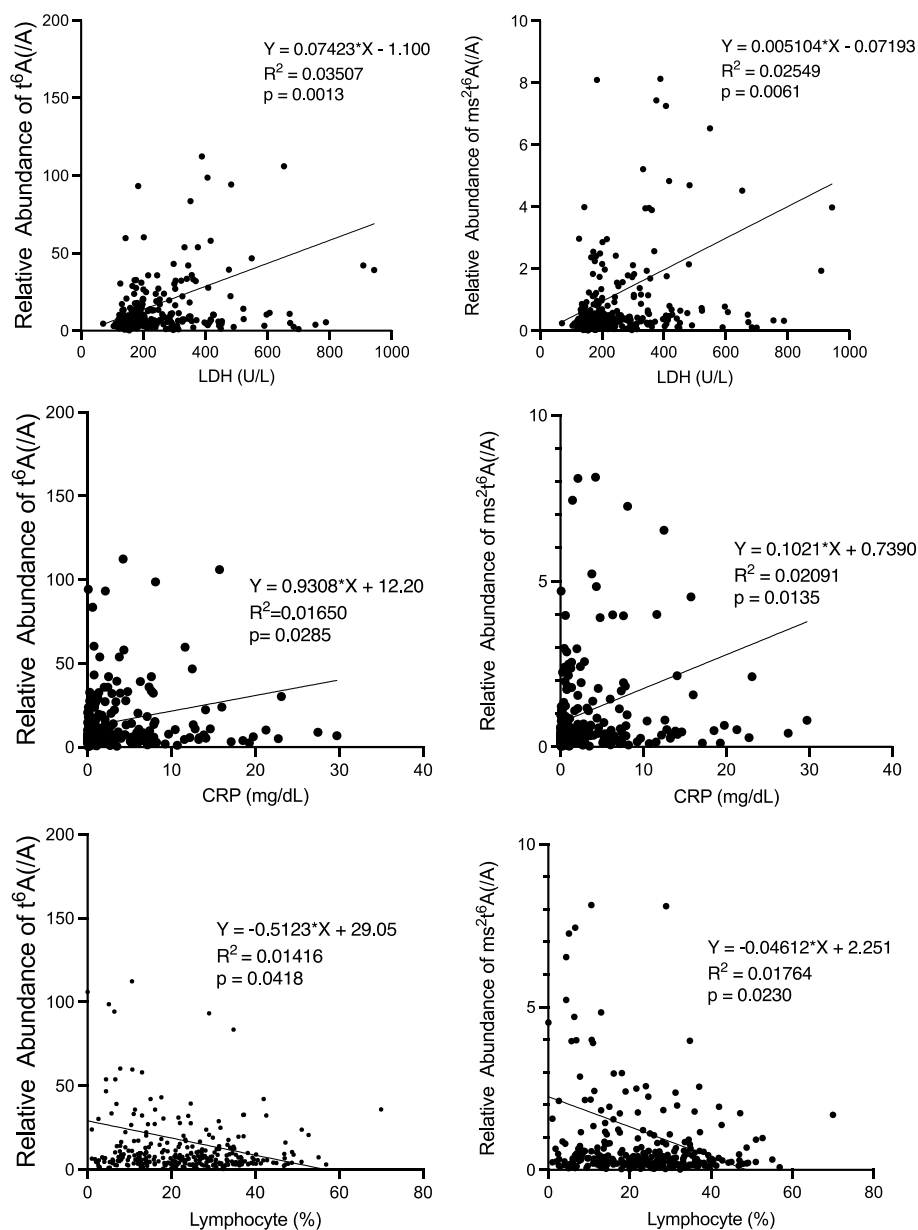 Relative Abundance of t⁶A(/A)
200
150
100
50
0
Y = 0.07423*X - 1.100
R² = 0.03507
p = 0.0013
0 200 400 600 800 1000
LDH (U/L)
Relative Abundance of ms²t⁶A(/A)
10
8
6
4
2
0
Y = 0.005104*X - 0.07193
R² = 0.02549
p = 0.0061
0 200 400 600 800 1000
LDH (U/L)
Relative Abundance of t⁶A(/A)
200
150
100
50
0
Y = 0.9308*X + 12.20
R²=0.01650
p= 0.0285
0 10 20 30 40
CRP (mg/dL)
Relative Abundance of ms²t⁶A(/A)
10
5
0
Y = 0.1021*X + 0.7390
R² = 0.02091
p = 0.0135
0 10 20 30 40
CRP (mg/dL)
Relative Abundance of t⁶A(/A)
200
150
100
50
0
Y = -0.5123*X + 29.05
R² = 0.01416
p = 0.0418
0 20 40 60 80
Lymphocyte (%)
Relative Abundance of ms²t⁶A(/A)
10
5
0
Y = -0.04612*X + 2.251
R² = 0.01764
p = 0.0230
0 20 40 60 80
Lymphocyte (%)